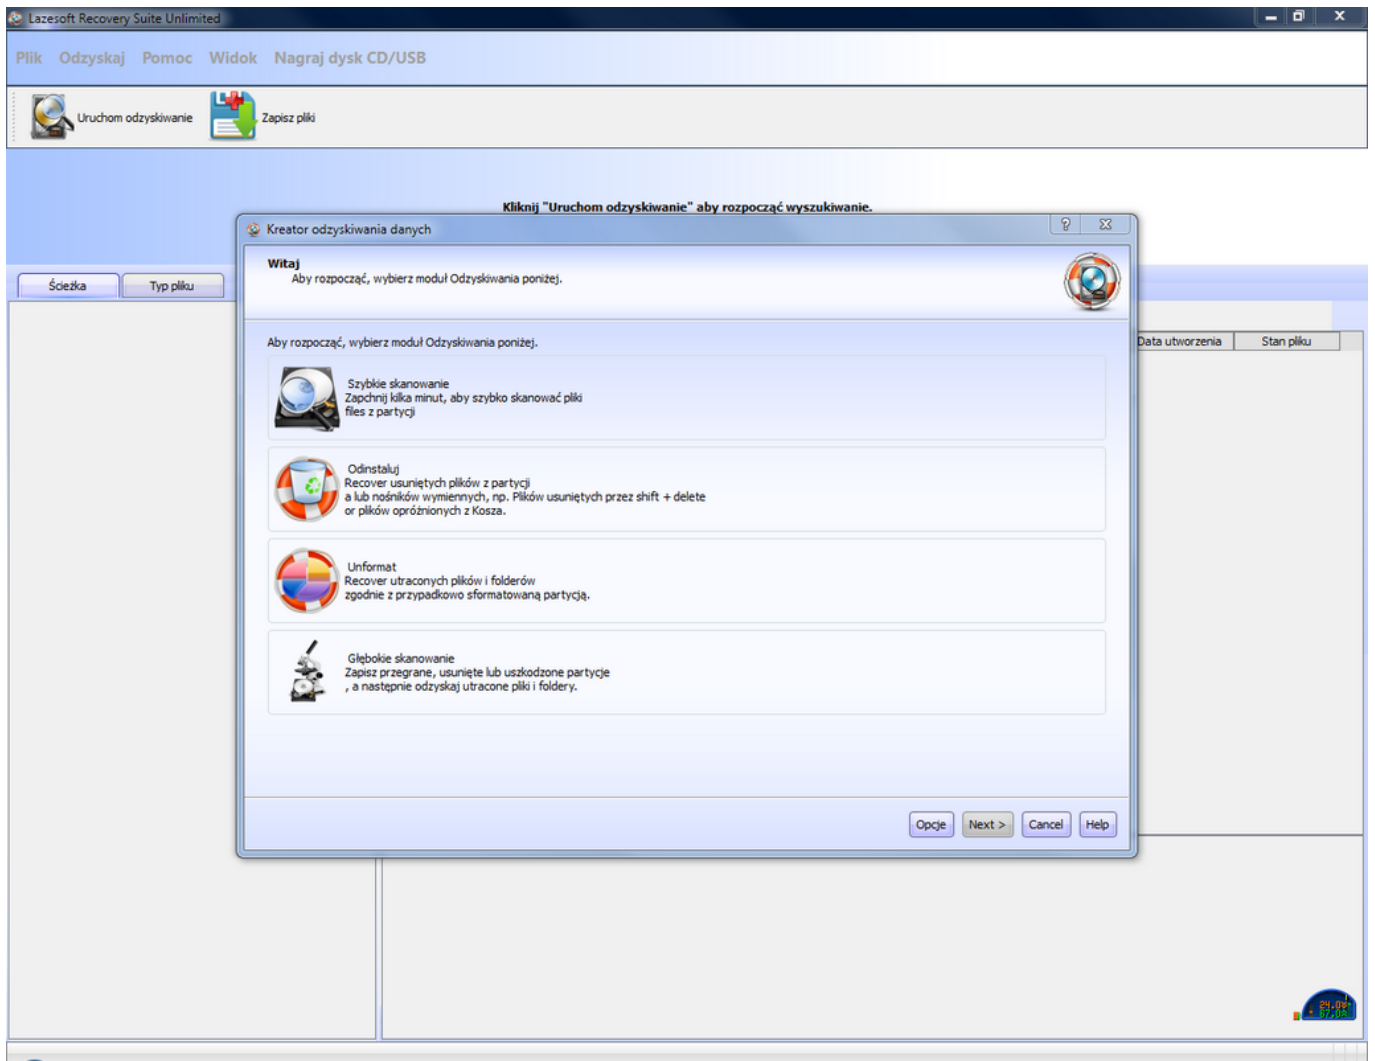 Lazesoft Recovery Suite Unlimited
Plik Odzyskaj Pomoc Widok Nagraj dysk CD/USB
Uruchom odzyskiwanie Zapisz pliki
Kliknij "Uruchom odzyskiwanie" aby rozpocząć wyszukiwanie.
Kreator odzyskiwania danych
Witaj
Aby rozpocząć, wybierz moduł Odzyskiwania poniżej.
Ścieżka Typ pliku
Aby rozpocząć, wybierz moduł Odzyskiwania poniżej.
Data utworzenia Stan pliku
Szybkie skanowanie
Zapchnij kilka minut, aby szybko skanować pliki
files z partycji
Odinstaluj
Recover usuniętych plików z partycji
a lub nośników wymiennych, np. Plików usuniętych przez shift + delete
or plików opróżnionych z Kosza.
Unformat
Recover utraconych plików i folderów
zgodnie z przypadkowo sformatowaną partycją.
Głębokie skanowanie
Zapisz przegrane, usunięte lub uszkodzone partycje
, a następnie odzyskaj utracone pliki i foldery.
Opcje Next > Cancel Help